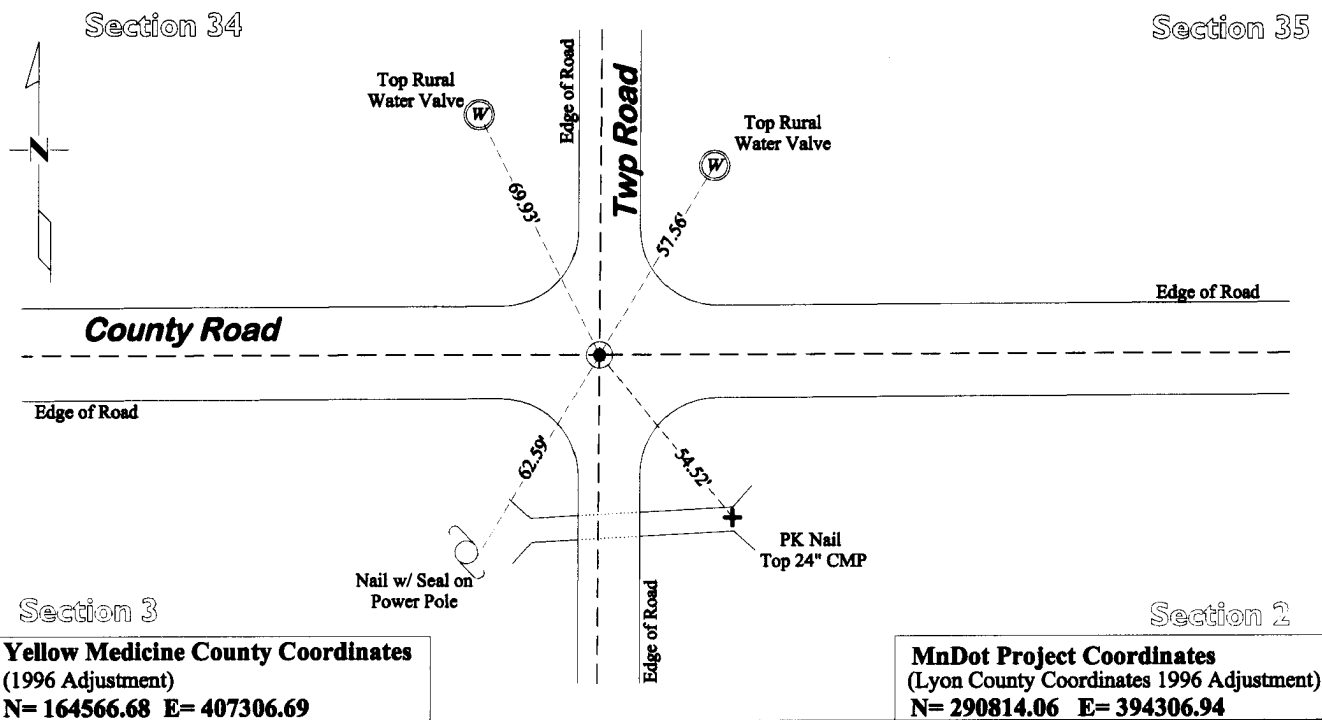 Section 34
Section 35
N
Top Rural
Water Valve
W
Edge of Road
Twp Road
Top Rural
Water Valve
W
69.93'
57.56'
Edge of Road
County Road
Edge of Road
62.59'
54.52'
PK Nail
Top 24" CMP
Nail w/ Seal on
Power Pole
Edge of Road
Section 3
Section 2
Yellow Medicine County Coordinates
(1996 Adjustment)
N= 164566.68 E= 407306.69
MnDot Project Coordinates
(Lyon County Coordinates 1996 Adjustment)
N= 290814.06 E= 394306.94